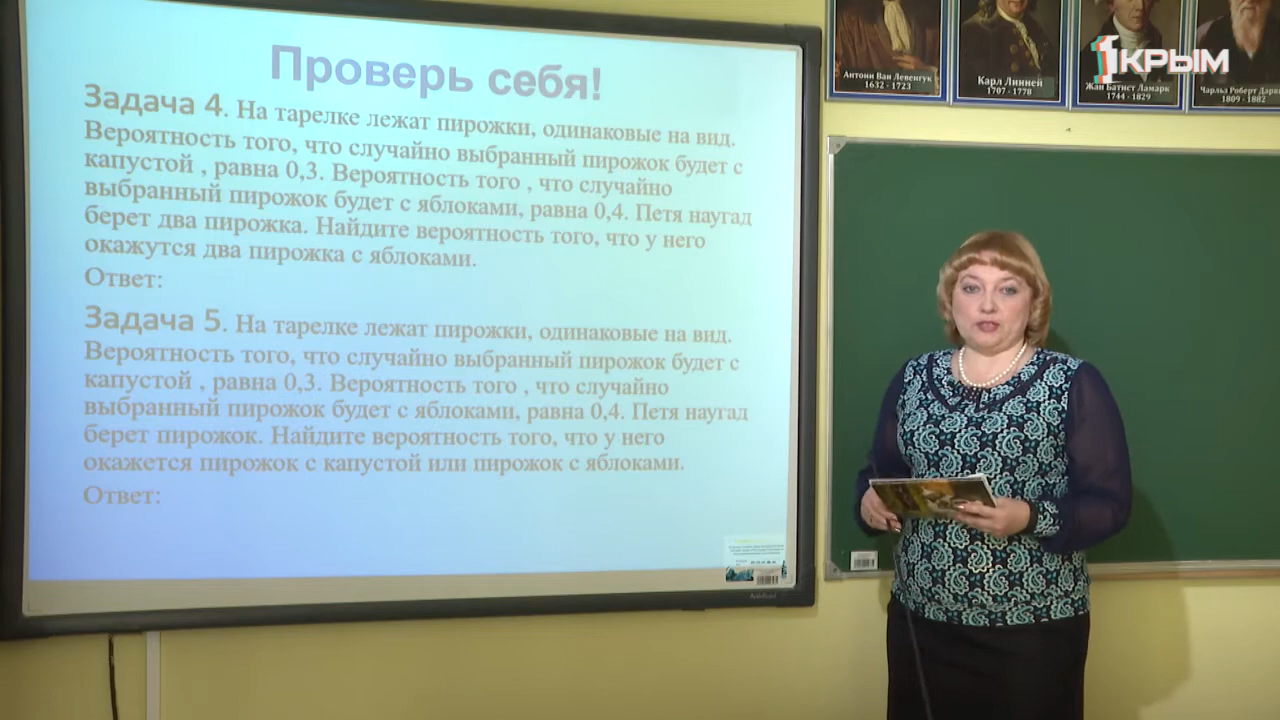 Проверь себя!
Задача 4. На тарелке лежат пирожки, одинаковые на вид.
Вероятность того, что случайно выбранный пирожок будет с
капустой , равна 0,3. Вероятность того , что случайно
выбранный пирожок будет с яблоками, равна 0,4. Петя наугад
берет два пирожка. Найдите вероятность того, что у него
окажутся два пирожка с яблоками.
Ответ:
Задача 5. На тарелке лежат пирожки, одинаковые на вид.
Вероятность того, что случайно выбранный пирожок будет с
капустой , равна 0,3. Вероятность того , что случайно
выбранный пирожок будет с яблоками, равна 0,4. Петя наугад
берет пирожок. Найдите вероятность того, что у него
окажется пирожок с капустой или пирожок с яблоками.
Ответ:
Антони Ван Левенгук
1632 - 1723
Карл Линней
1707 - 1778
Жан Батист Ламарк
1744 - 1829
Чарльз Роберт
1809 - 1882
1КРЫМ